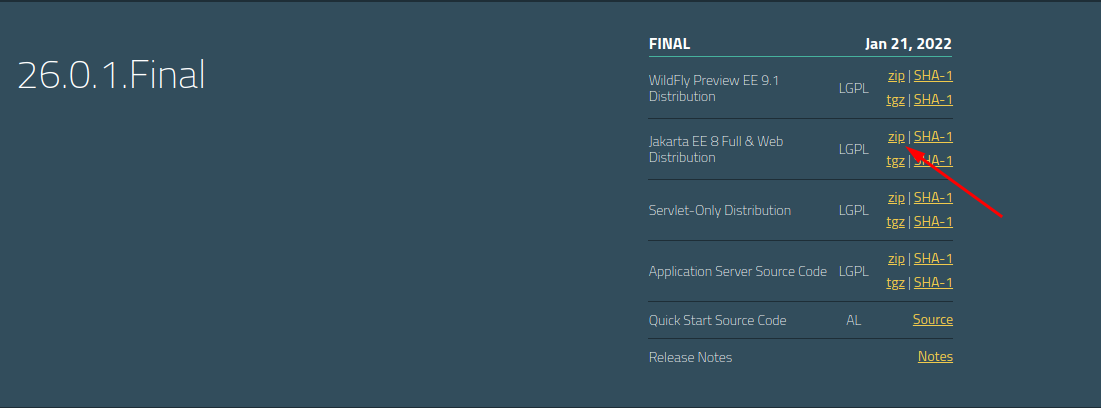 26.0.1.Final
FINAL Jan 21, 2022
WildFly Preview EE 9.1 Distribution LGPL zip | SHA-1
tgz | SHA-1
Jakarta EE 8 Full & Web Distribution LGPL zip | SHA-1
tgz | SHA-1
Servlet-Only Distribution LGPL zip | SHA-1
tgz | SHA-1
Application Server Source Code LGPL zip | SHA-1
tgz | SHA-1
Quick Start Source Code AL Source
Release Notes Notes